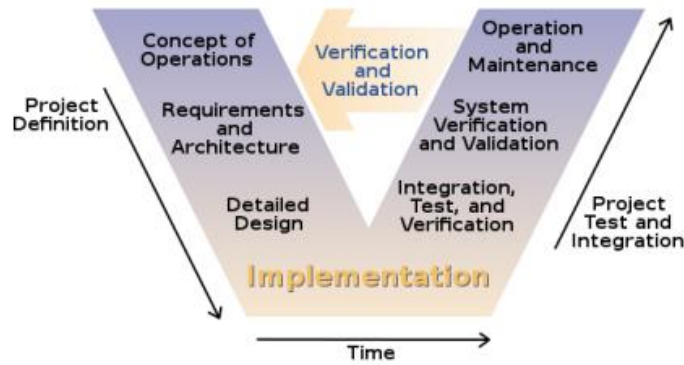 Concept of
Operations
Verification
and
Validation
Operation
and
Maintenance
Project
Definition
Requirements
and
Architecture
System
Verification
and Validation
Detailed
Design
Integration,
Test, and
Verification
Project
Test and
Integration
Implementation
Time